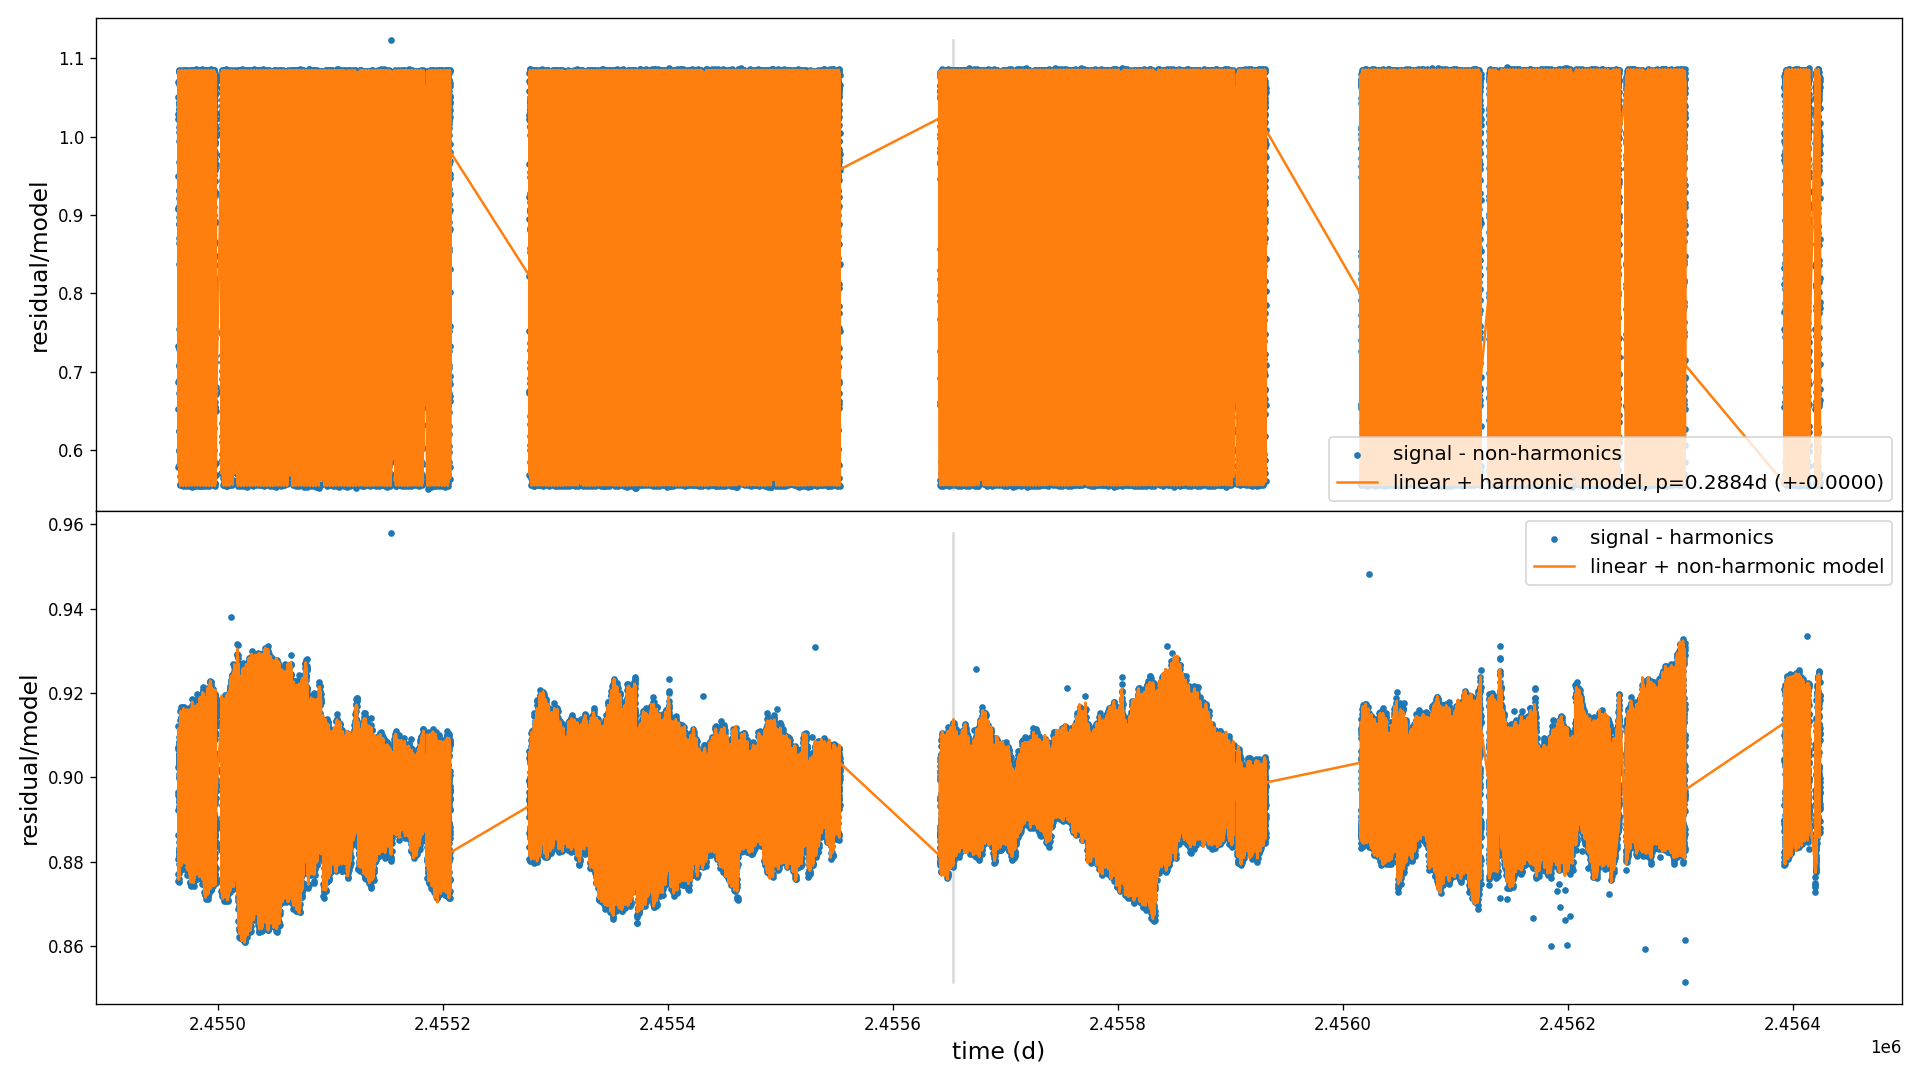 1.1
1.0
0.9
0.8
0.7
0.6
residual/model
signal - non-harmonics
linear + harmonic model, p=0.2884d (+-0.0000)
0.96
0.94
0.92
0.90
0.88
0.86
residual/model
signal - harmonics
linear + non-harmonic model
2.4550
2.4552
2.4554
2.4556
2.4558
2.4560
2.4562
2.4564
1e6
time (d)